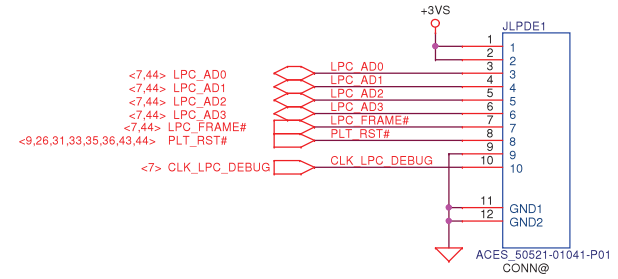 +3VS
JLPDE1
1 1
2 2
<7,44> LPC_AD0 LPC_AD0 3 3
<7,44> LPC_AD1 LPC_AD1 4 4
<7,44> LPC_AD2 LPC_AD2 5 5
<7,44> LPC_AD3 LPC_AD3 6 6
<7,44> LPC_FRAME# LPC_FRAME# 7 7
<9,26,31,33,35,36,43,44> PLT_RST# PLT_RST# 8 8
9 9
<7> CLK_LPC_DEBUG CLK_LPC_DEBUG 10 10
11 GND1
12 GND2
ACES_50521-01041-P01
CONN@